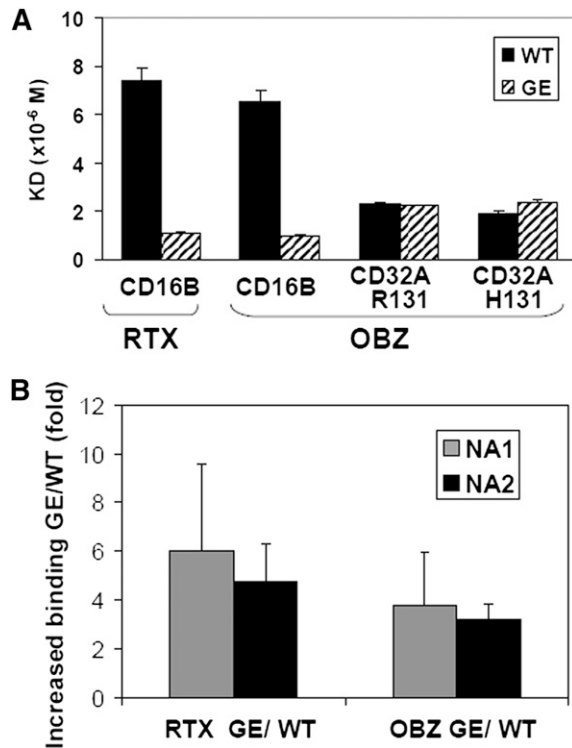 A
KD (x10⁻⁶ M)
10
8
6
4
2
0
WT
GE
CD16B
CD16B
CD32A
R131
CD32A
H131
RTX
OBZ
B
Increased binding GE/WT (fold)
12
10
8
6
4
2
0
NA1
NA2
RTX GE/ WT
OBZ GE/ WT